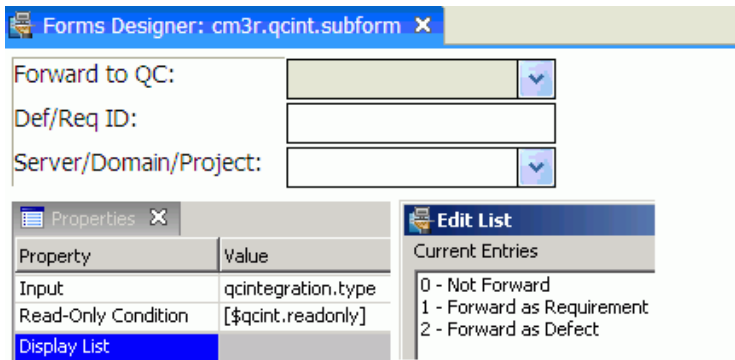 Forms Designer: cm3r.qcint.subform
Forward to QC:
Def/Req ID:
Server/Domain/Project:
Properties
Property Value
Input qcintegration.type
Read-Only Condition [$qcint.readonly]
Display List
Edit List
Current Entries
0 - Not Forward
1 - Forward as Requirement
2 - Forward as Defect